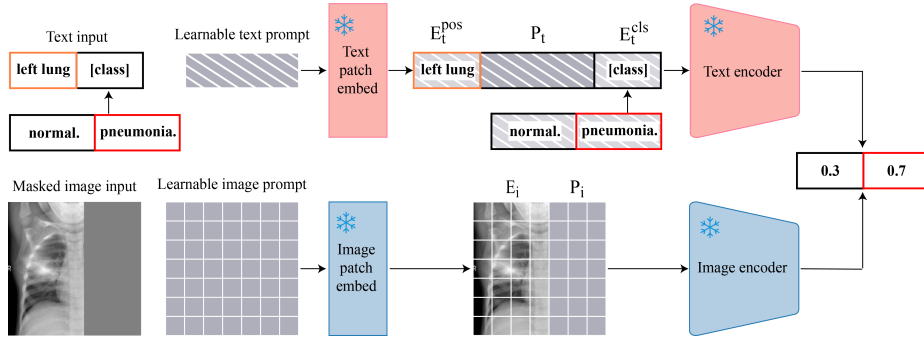 Text input
left lung [class]
normal. pneumonia.
Learnable text prompt
Text
patch
embed
E_t^pos P_t E_t^cls
left lung [class]
normal. pneumonia.
Text encoder
0.3 0.7
Masked image input
R
Learnable image prompt
Image
patch
embed
E_i P_i
R
Image encoder